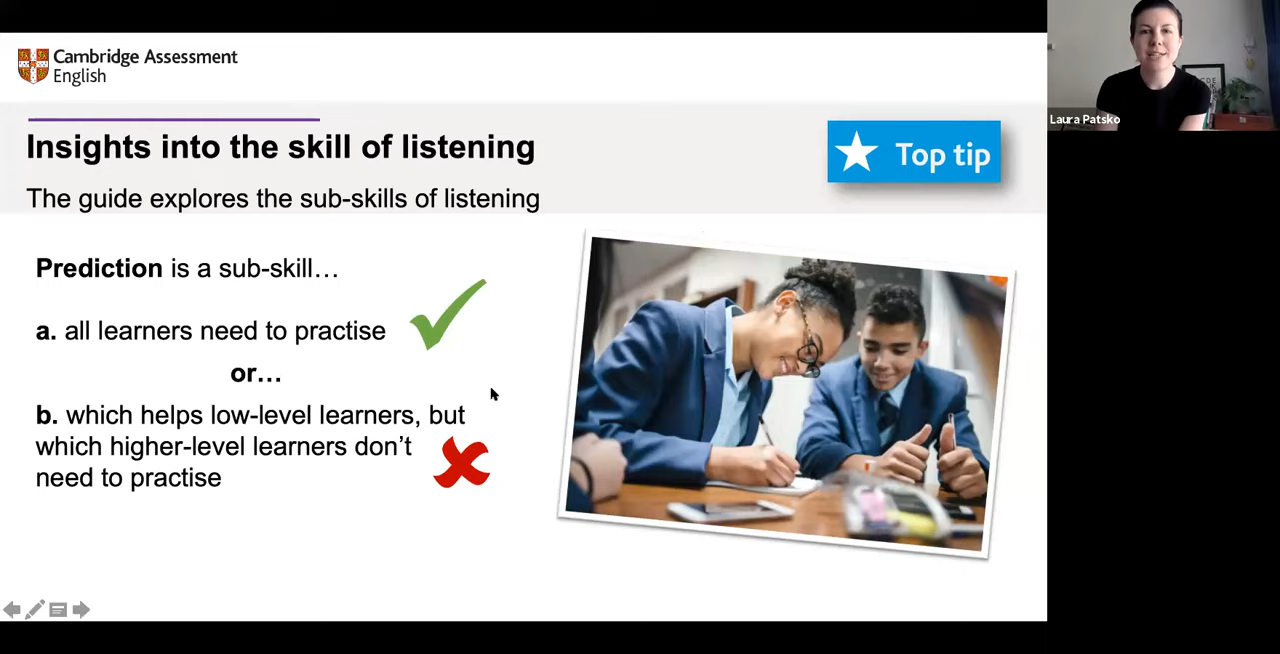 Cambridge Assessment
English
Insights into the skill of listening
The guide explores the sub-skills of listening
Top tip
Prediction is a sub-skill…
a. all learners need to practise
or…
b. which helps low-level learners, but
which higher-level learners don't
need to practise
Laura Patsko